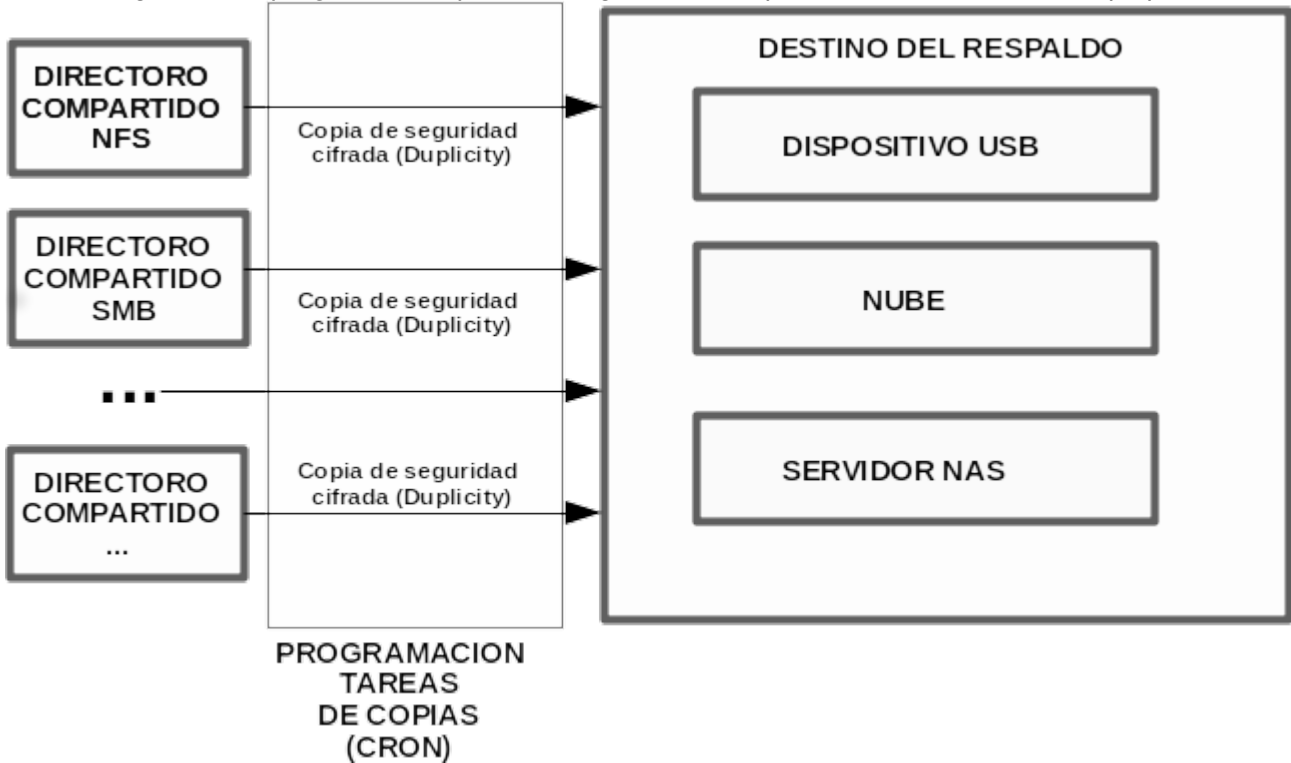 DIRECTORO
COMPARTIDO
NFS
Copia de seguridad
cifrada (Duplicity)
DIRECTORO
COMPARTIDO
SMB
Copia de seguridad
cifrada (Duplicity)
...
DIRECTORO
COMPARTIDO
...
Copia de seguridad
cifrada (Duplicity)
PROGRAMACION
TAREAS
DE COPIAS
(CRON)
DESTINO DEL RESPALDO
DISPOSITIVO USB
NUBE
SERVIDOR NAS